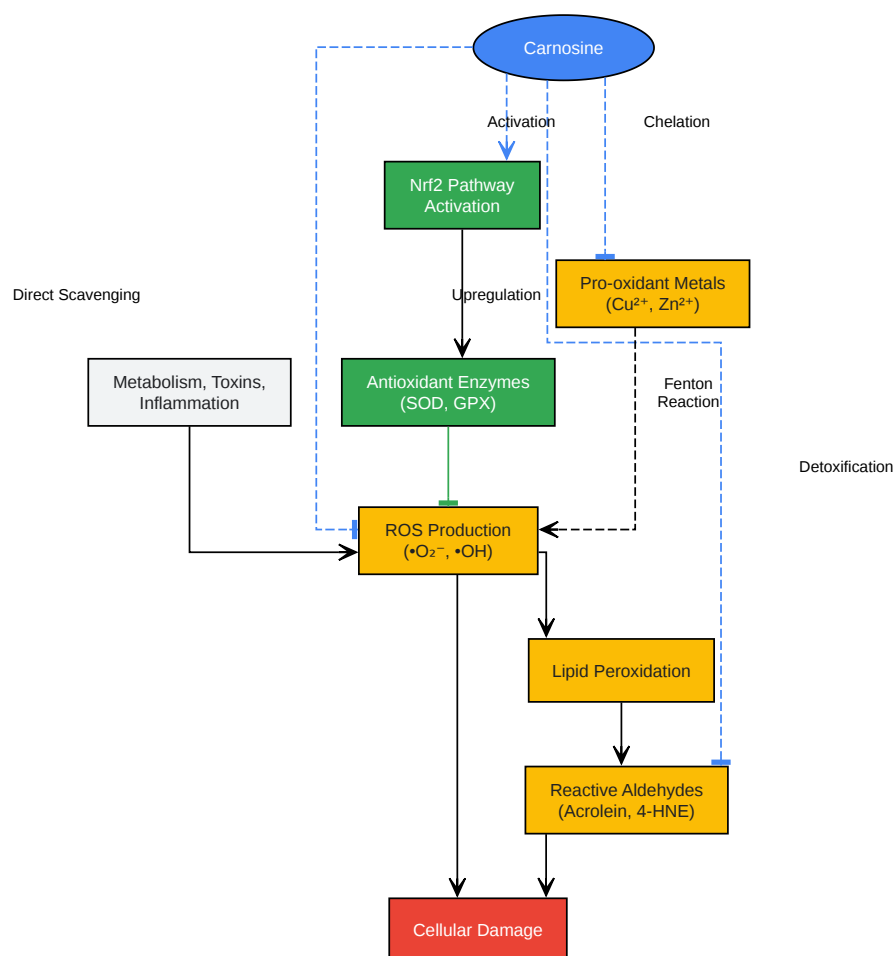 Carnosine
Activation
Chelation
Nrf2 Pathway
Activation
Pro-oxidant Metals
(Cu²⁺, Zn²⁺)
Direct Scavenging
Upregulation
Metabolism, Toxins,
Inflammation
Antioxidant Enzymes
(SOD, GPX)
Fenton
Reaction
Detoxification
ROS Production
(•O₂⁻, •OH)
Lipid Peroxidation
Reactive Aldehydes
(Acrolein, 4-HNE)
Cellular Damage